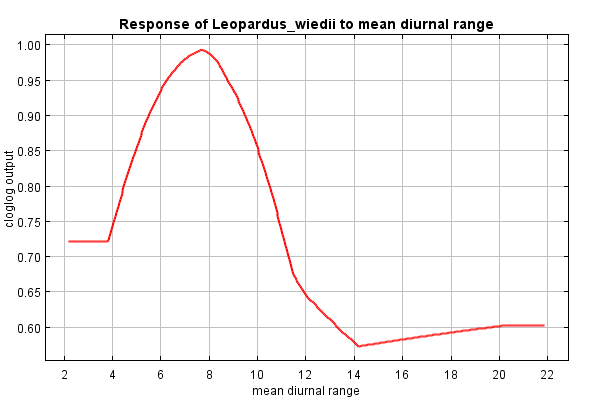 Response of Leopardus_wiedii to mean diurnal range
cloglog output
1.00
0.95
0.90
0.85
0.80
0.75
0.70
0.65
0.60
2 4 6 8 10 12 14 16 18 20 22
mean diurnal range